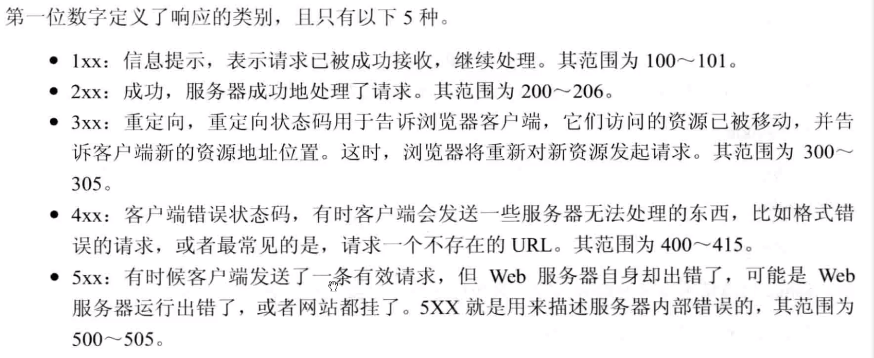 第一位数字定义了响应的类别，且只有以下 5 种。
• 1xx：信息提示，表示请求已被成功接收，继续处理。其范围为 100～101。
• 2xx：成功，服务器成功地处理了请求。其范围为 200～206。
• 3xx：重定向，重定向状态码用于告诉浏览器客户端，它们访问的资源已被移动，并告
诉客户端新的资源地址位置。这时，浏览器将重新对新资源发起请求。其范围为 300～
305。
• 4xx：客户端错误状态码，有时客户端会发送一些服务器无法处理的东西，比如格式错
误的请求，或者最常见的是，请求一个不存在的 URL。其范围为 400～415。
• 5xx：有时候客户端发送了一条有效请求，但 Web 服务器自身却出错了，可能是 Web
服务器运行出错了，或者网站都挂了。5XX 就是用来描述服务器内部错误的，其范围为
500～505。